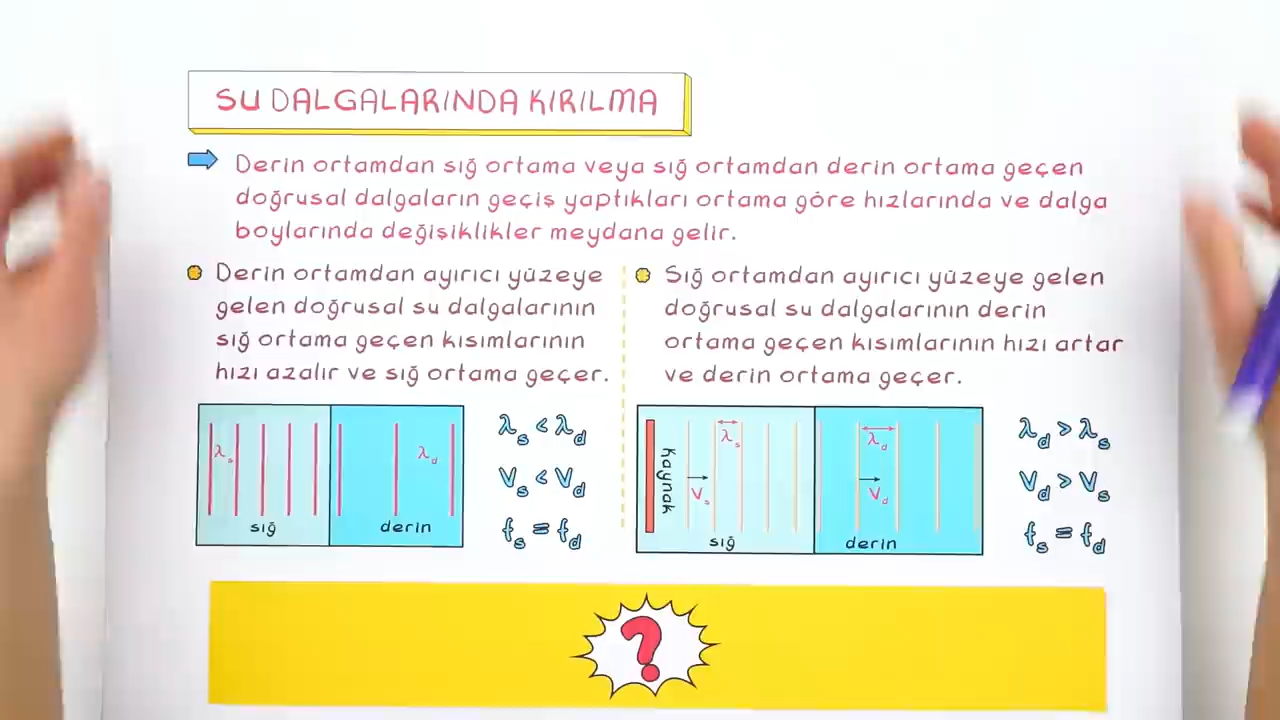 SU DALGALARINDA KIRILMA
Derin ortamdan sığ ortama veya sığ ortamdan derin ortama geçen
doğrusal dalgaların geçiş yaptıkları ortama göre hızlarında ve dalga
boylarında değişiklikler meydana gelir.
Derin ortamdan ayırıcı yüzeye
gelen doğrusal su dalgalarının
sığ ortama geçen kısımlarının
hızı azalır ve sığ ortama geçer.
λs
λd
sığ
derin
λs < λd
Vs < Vd
fs = fd
Sığ ortamdan ayırıcı yüzeye gelen
doğrusal su dalgalarının derin
ortama geçen kısımlarının hızı artar
ve derin ortama geçer.
Kaynak
λs
Vs
λd
Vd
sığ
derin
λd > λs
Vd > Vs
fs = fd
?